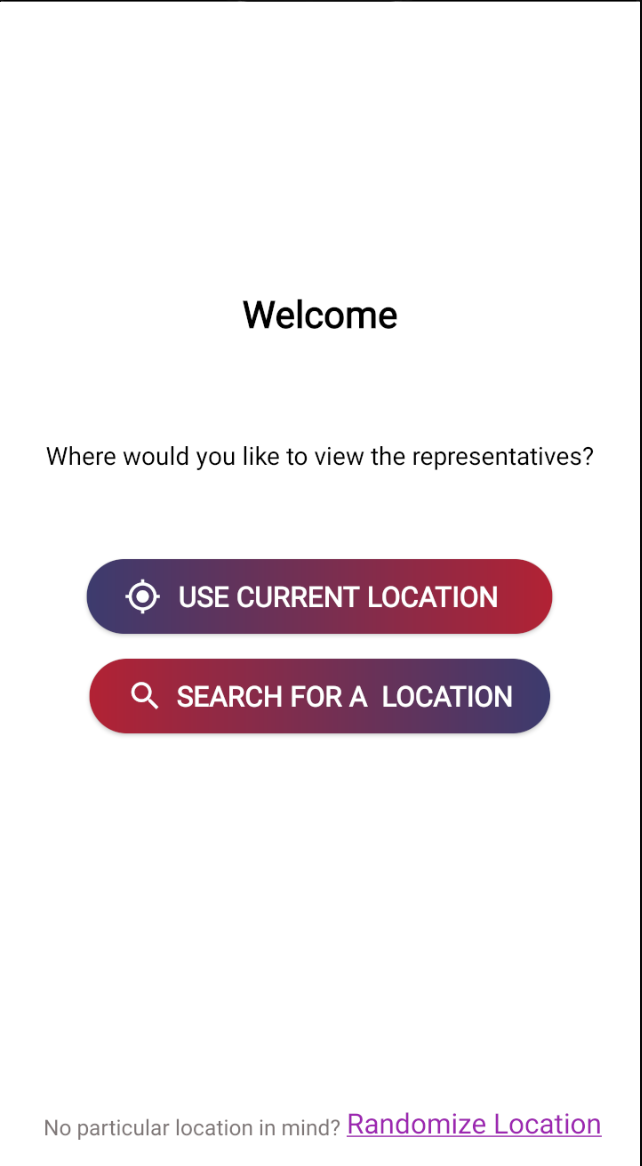 Welcome
Where would you like to view the representatives?
USE CURRENT LOCATION
SEARCH FOR A  LOCATION
No particular location in mind? Randomize Location